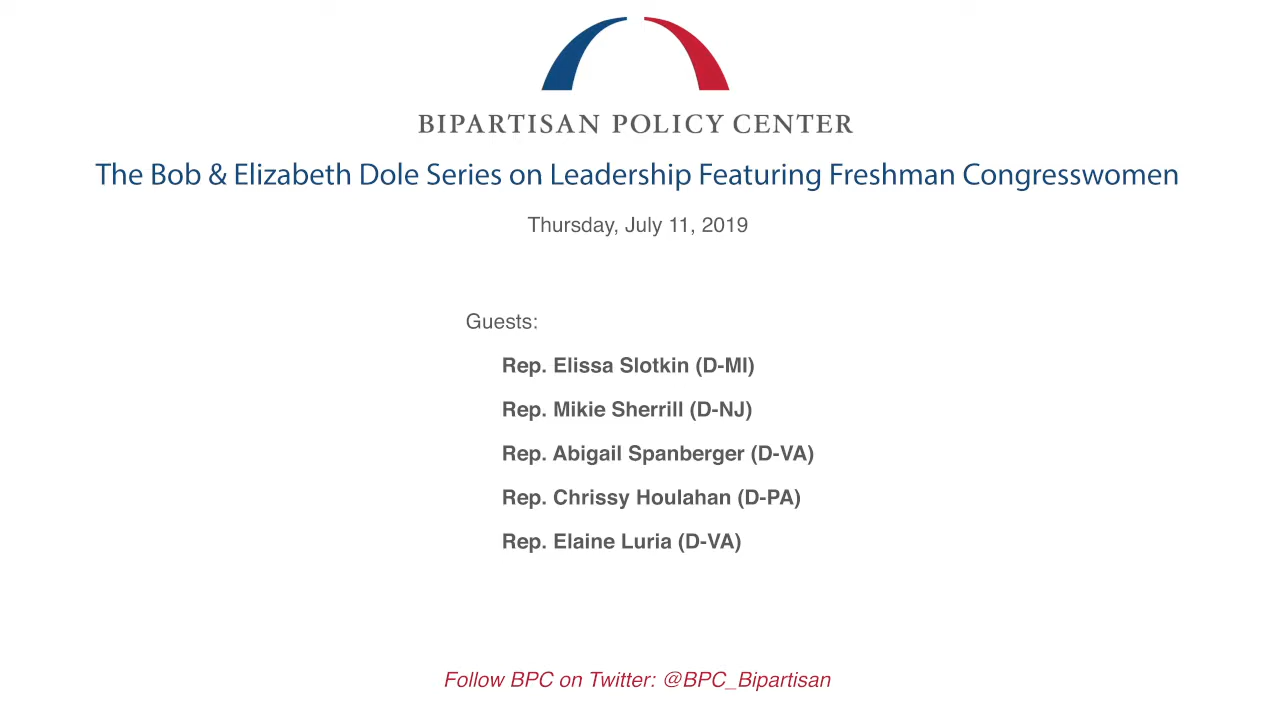 BIPARTISAN POLICY CENTER
The Bob & Elizabeth Dole Series on Leadership Featuring Freshman Congresswomen
Thursday, July 11, 2019
Guests:
Rep. Elissa Slotkin (D-MI)
Rep. Mikie Sherrill (D-NJ)
Rep. Abigail Spanberger (D-VA)
Rep. Chrissy Houlahan (D-PA)
Rep. Elaine Luria (D-VA)
Follow BPC on Twitter: @BPC_Bipartisan